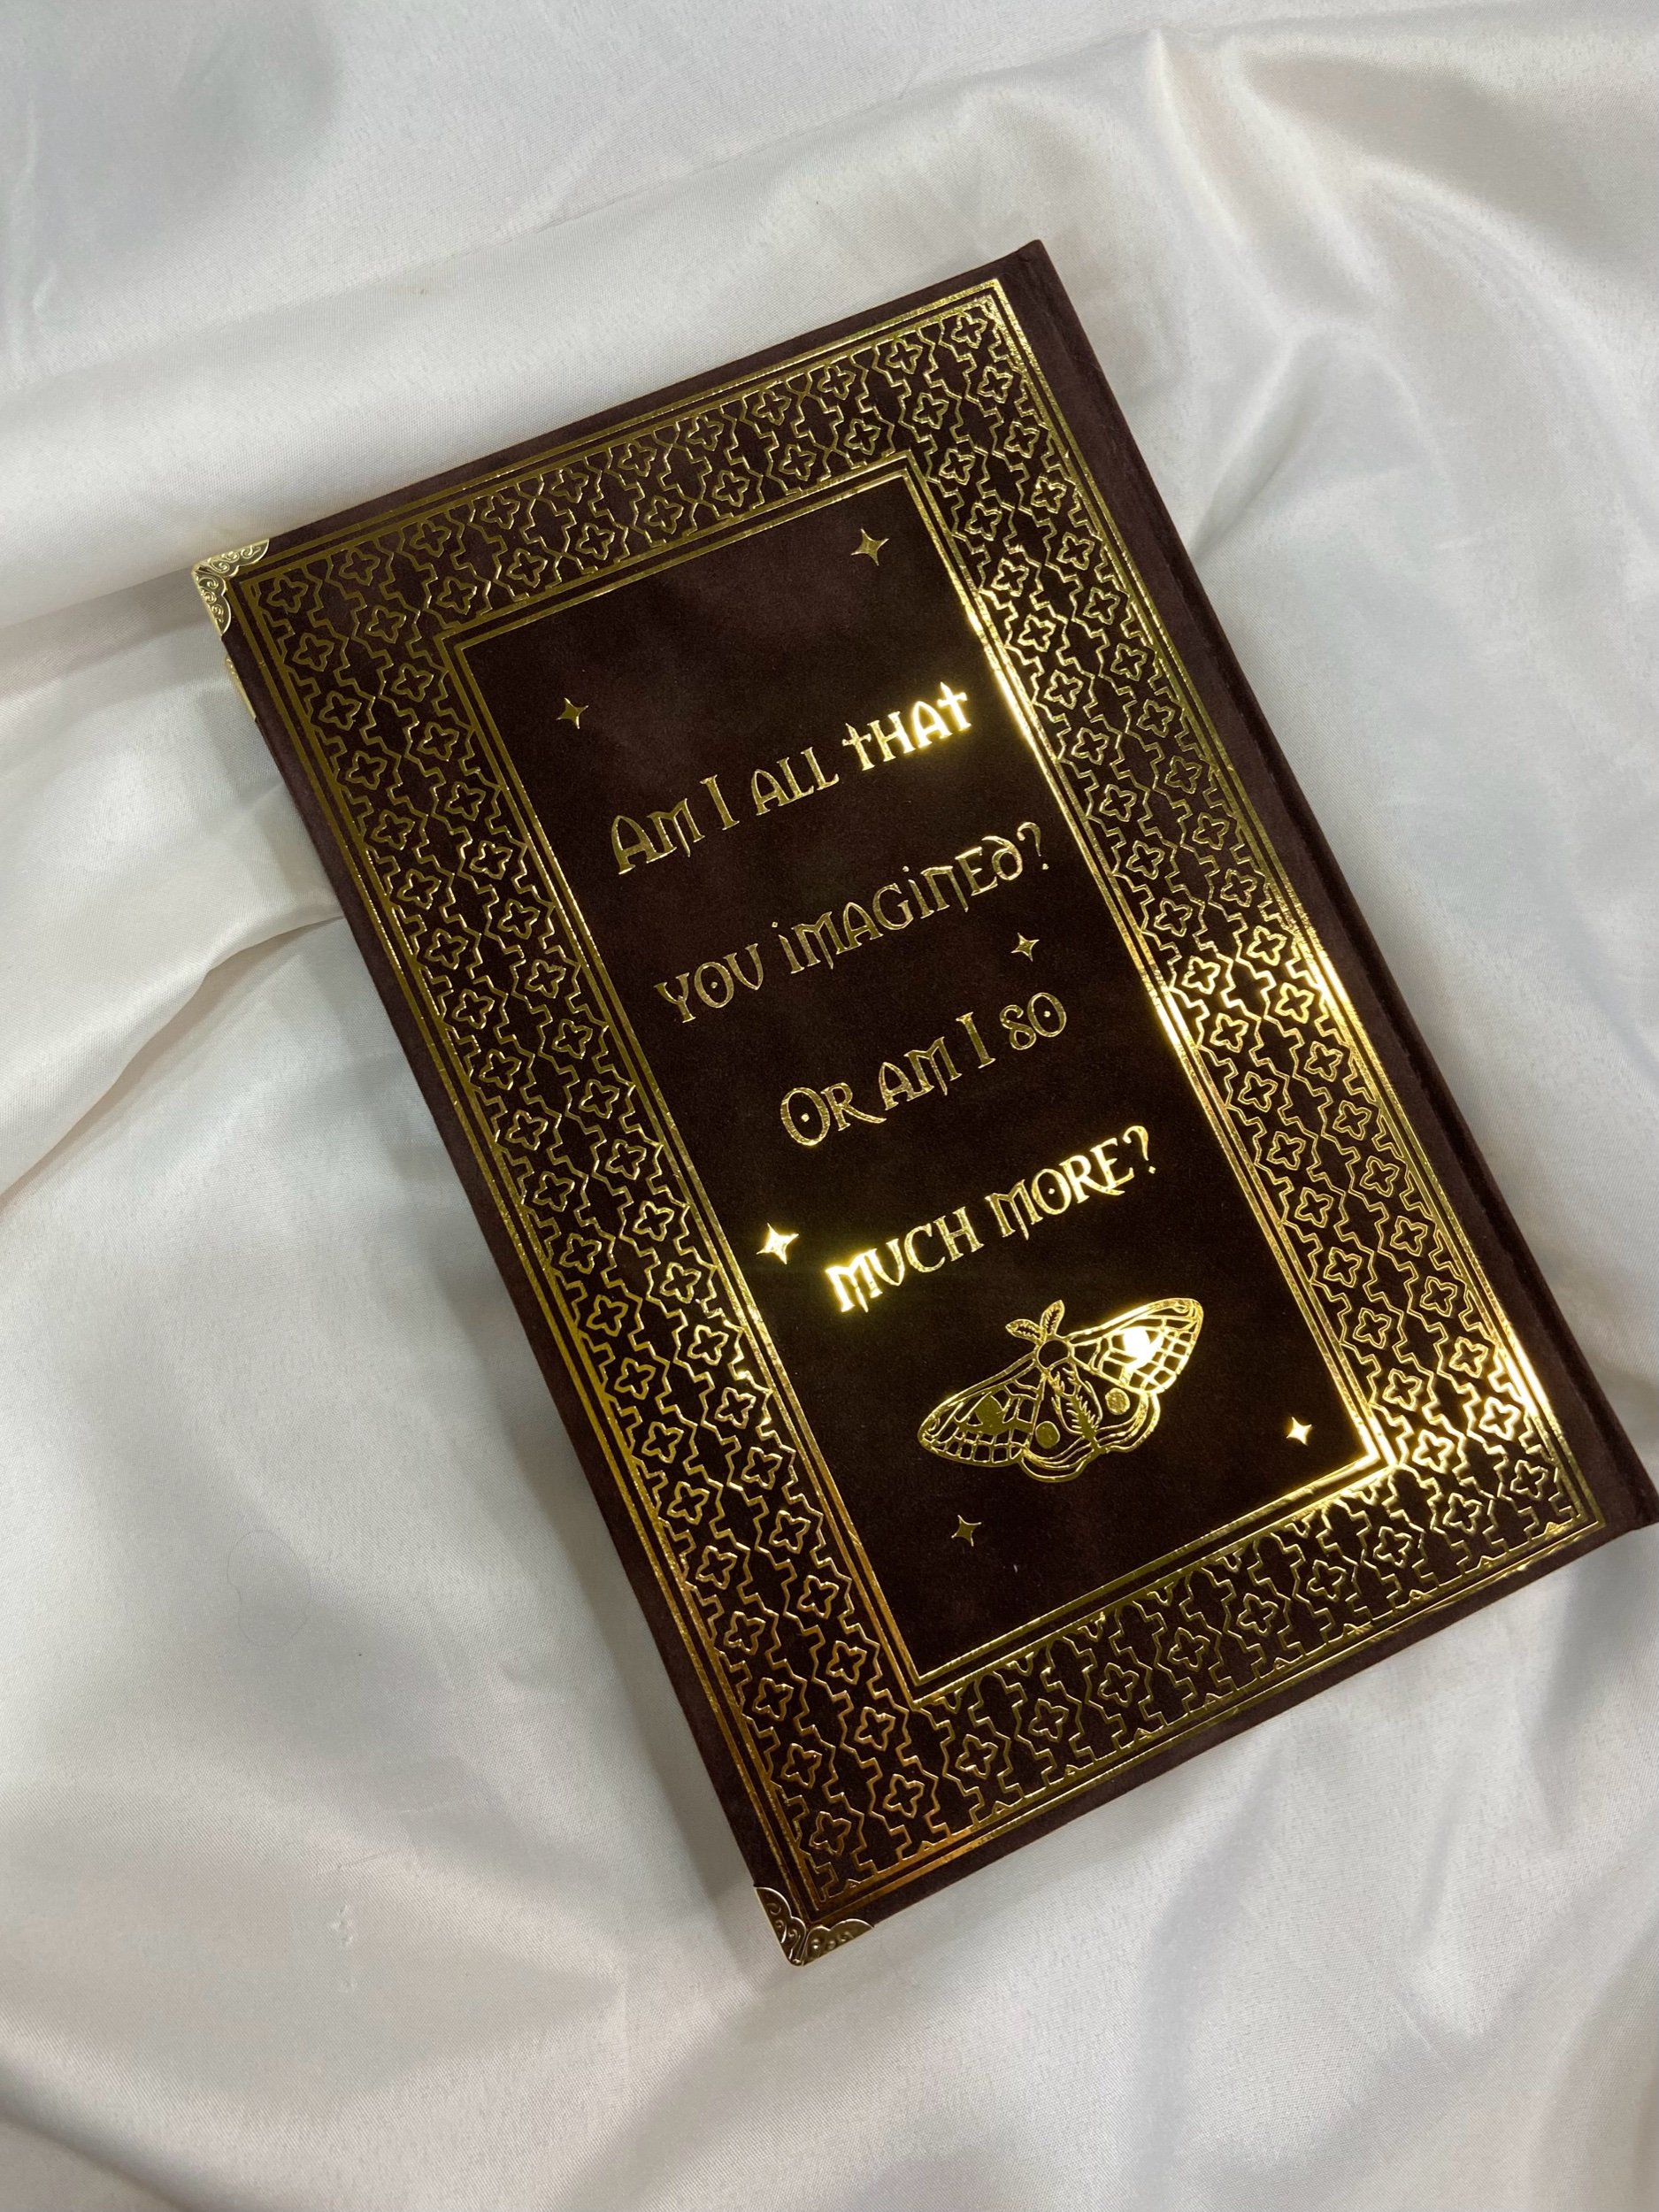 Am I all that
you imagined?
Or am I so
much more?